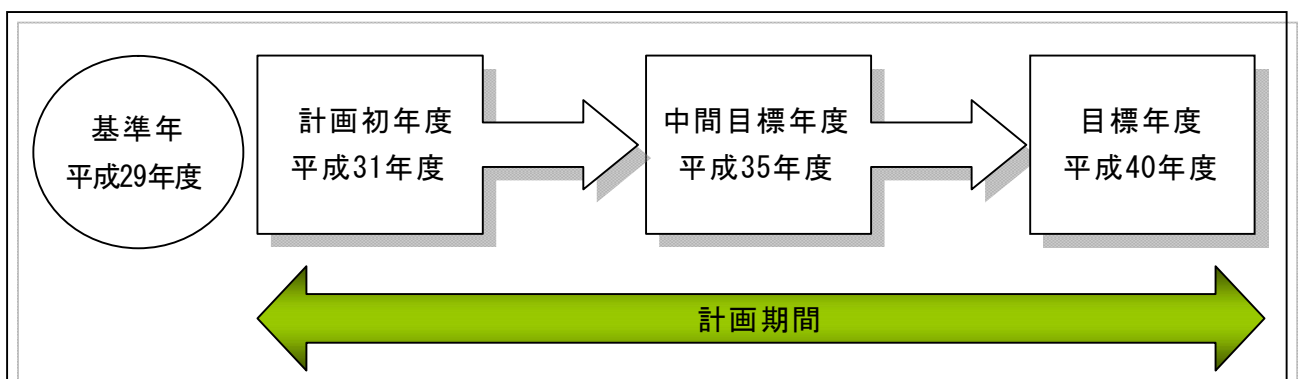 基準年
平成29年度
計画初年度
平成31年度
中間目標年度
平成35年度
目標年度
平成40年度
計画期間